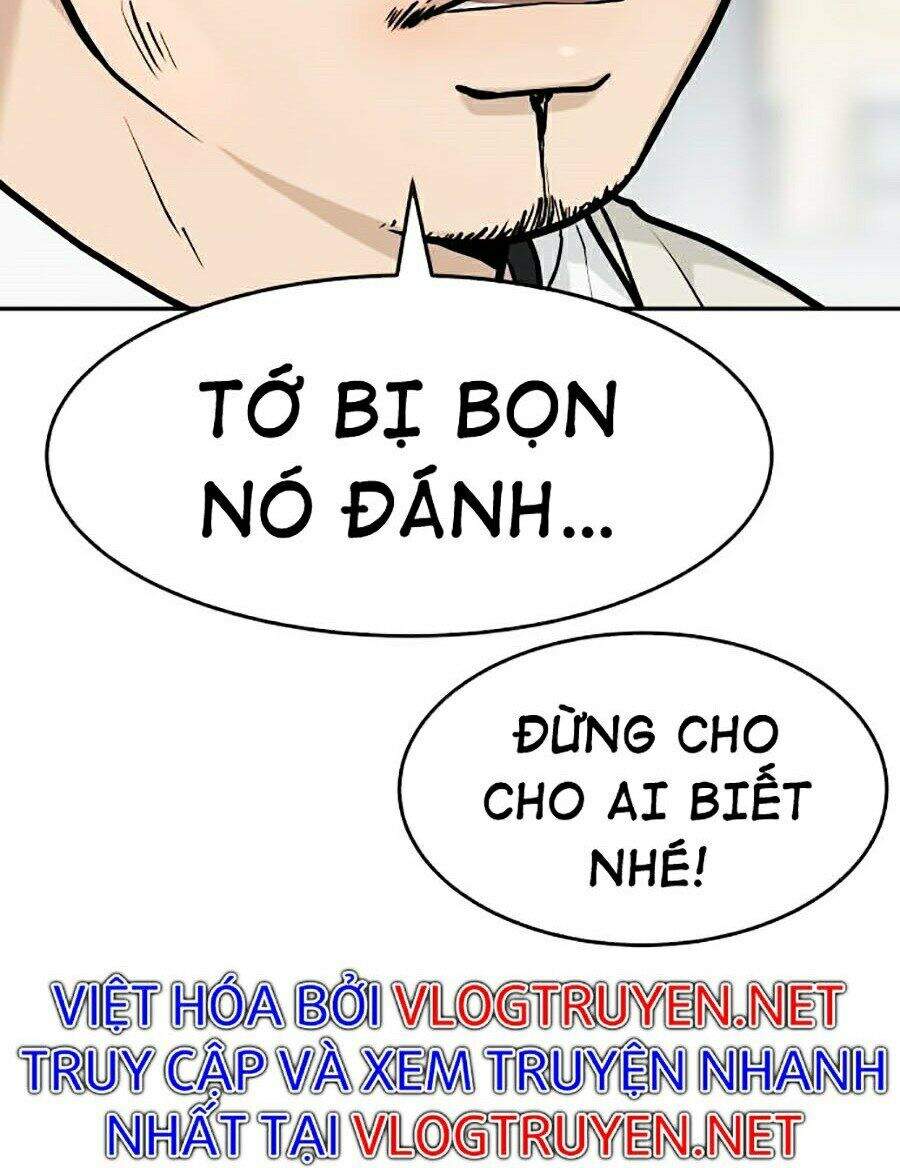 TỚ BỊ BỌN
NÓ ĐÁNH...
ĐỪNG CHO
CHO AI BIẾT
NHÉ!
VIỆT HÓA BỞI VLOGTRUYEN.NET
TRUY CẬP VÀ XEM TRUYỆN NHANH
NHẤT TẠI VLOGTRUYEN.NET